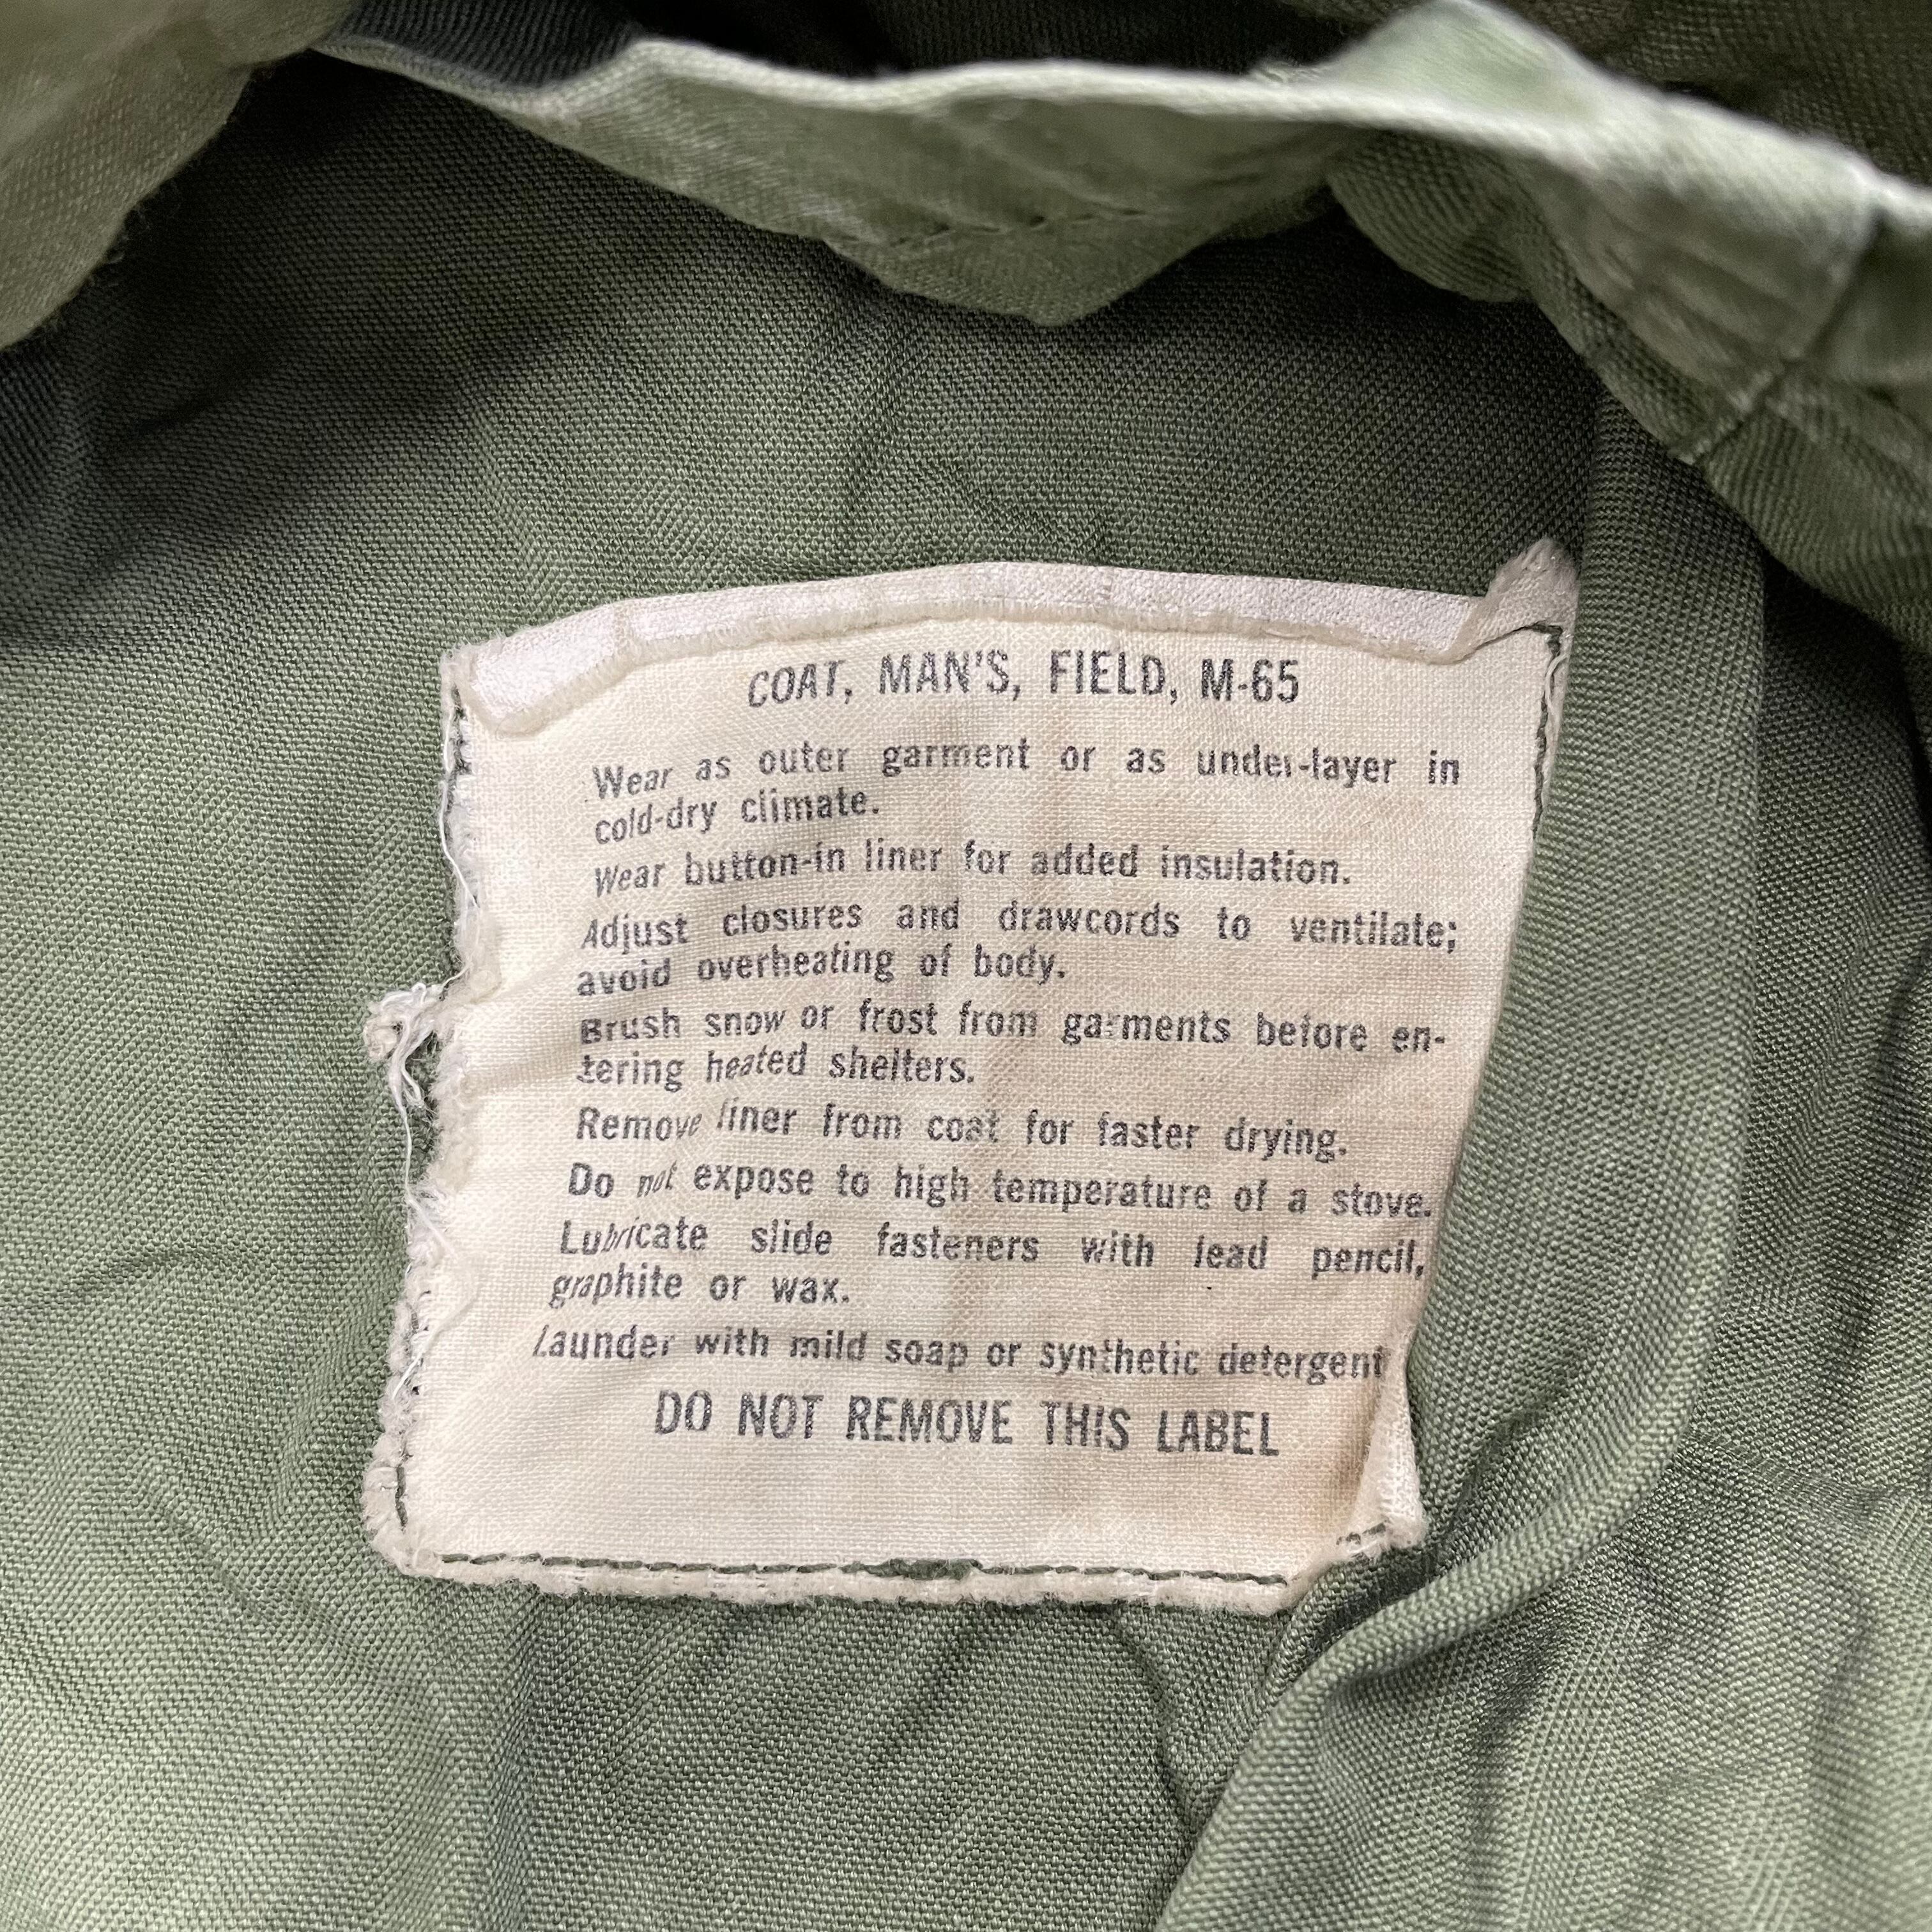 COAT, MAN'S, FIELD, M-65
Wear as outer garment or as under-layer in
cold-dry climate.
Wear button-in liner for added insulation.
Adjust closures and drawcords to ventilate;
avoid overheating of body.
Brush snow or frost from garments before en-
tering heated shelters.
Remove liner from coat for faster drying.
Do not expose to high temperature of a stove.
Lubricate slide fasteners with lead pencil,
graphite or wax.
Launder with mild soap or synthetic detergent
DO NOT REMOVE THIS LABEL